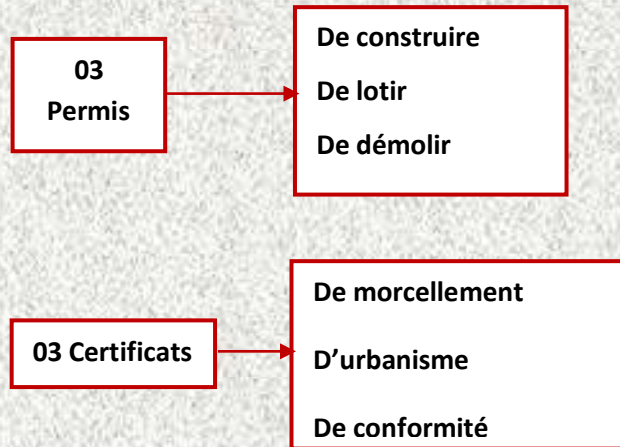 03
Permis
De construire
De lotir
De démolir
03 Certificats
De morcellement
D’urbanisme
De conformité